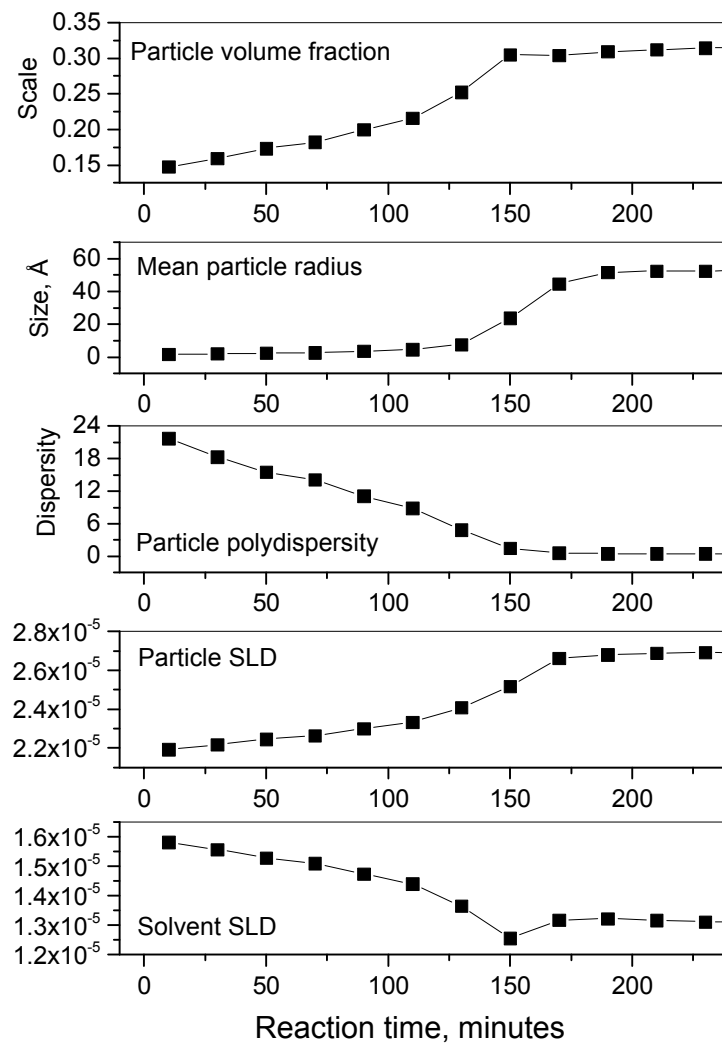 0.35
Particle volume fraction
0.30
0.25
Scale
0.20
0.15
0 50 100 150 200
60
Mean particle radius
40
Size, Å
20
0
0 50 100 150 200
24
18
Dispersity
12
6
Particle polydispersity
0
0 50 100 150 200
2.8x10⁻⁵
Particle SLD
2.6x10⁻⁵
2.4x10⁻⁵
2.2x10⁻⁵
0 50 100 150 200
1.6x10⁻⁵
1.5x10⁻⁵
1.4x10⁻⁵
1.3x10⁻⁵
Solvent SLD
1.2x10⁻⁵
0 50 100 150 200
Reaction time, minutes